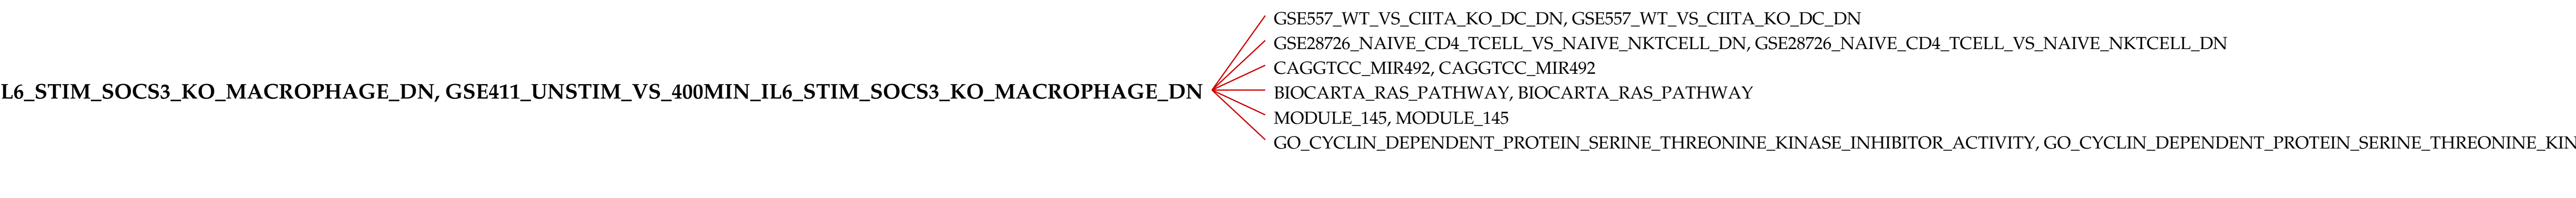 GSE557_WT_VS_CIITA_KO_DC_DN, GSE557_WT_VS_CIITA_KO_DC_DN
GSE28726_NAIVE_CD4_TCELL_VS_NAIVE_NKTCELL_DN, GSE28726_NAIVE_CD4_TCELL_VS_NAIVE_NKTCELL_DN
CAGGTCC_MIR492, CAGGTCC_MIR492
L6_STIM_SOCS3_KO_MACROPHAGE_DN, GSE411_UNSTIM_VS_400MIN_IL6_STIM_SOCS3_KO_MACROPHAGE_DN
BIOCARTA_RAS_PATHWAY, BIOCARTA_RAS_PATHWAY
MODULE_145, MODULE_145
GO_CYCLIN_DEPENDENT_PROTEIN_SERINE_THREONINE_KINASE_INHIBITOR_ACTIVITY, GO_CYCLIN_DEPENDENT_PROTEIN_SERINE_THREONINE_KIN